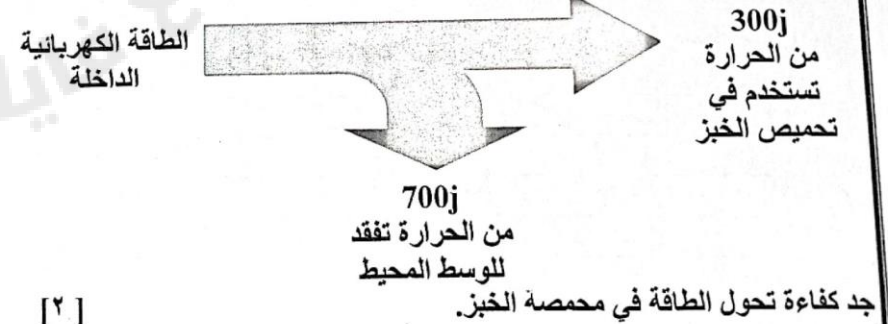 الطاقة الكهربائية
الداخلة
300j
من الحرارة
تستخدم في
تحميص الخبز
700j
من الحرارة تفقد
للوسط المحيط
جد كفاءة تحول الطاقة في محمصة الخبز.
[٢]